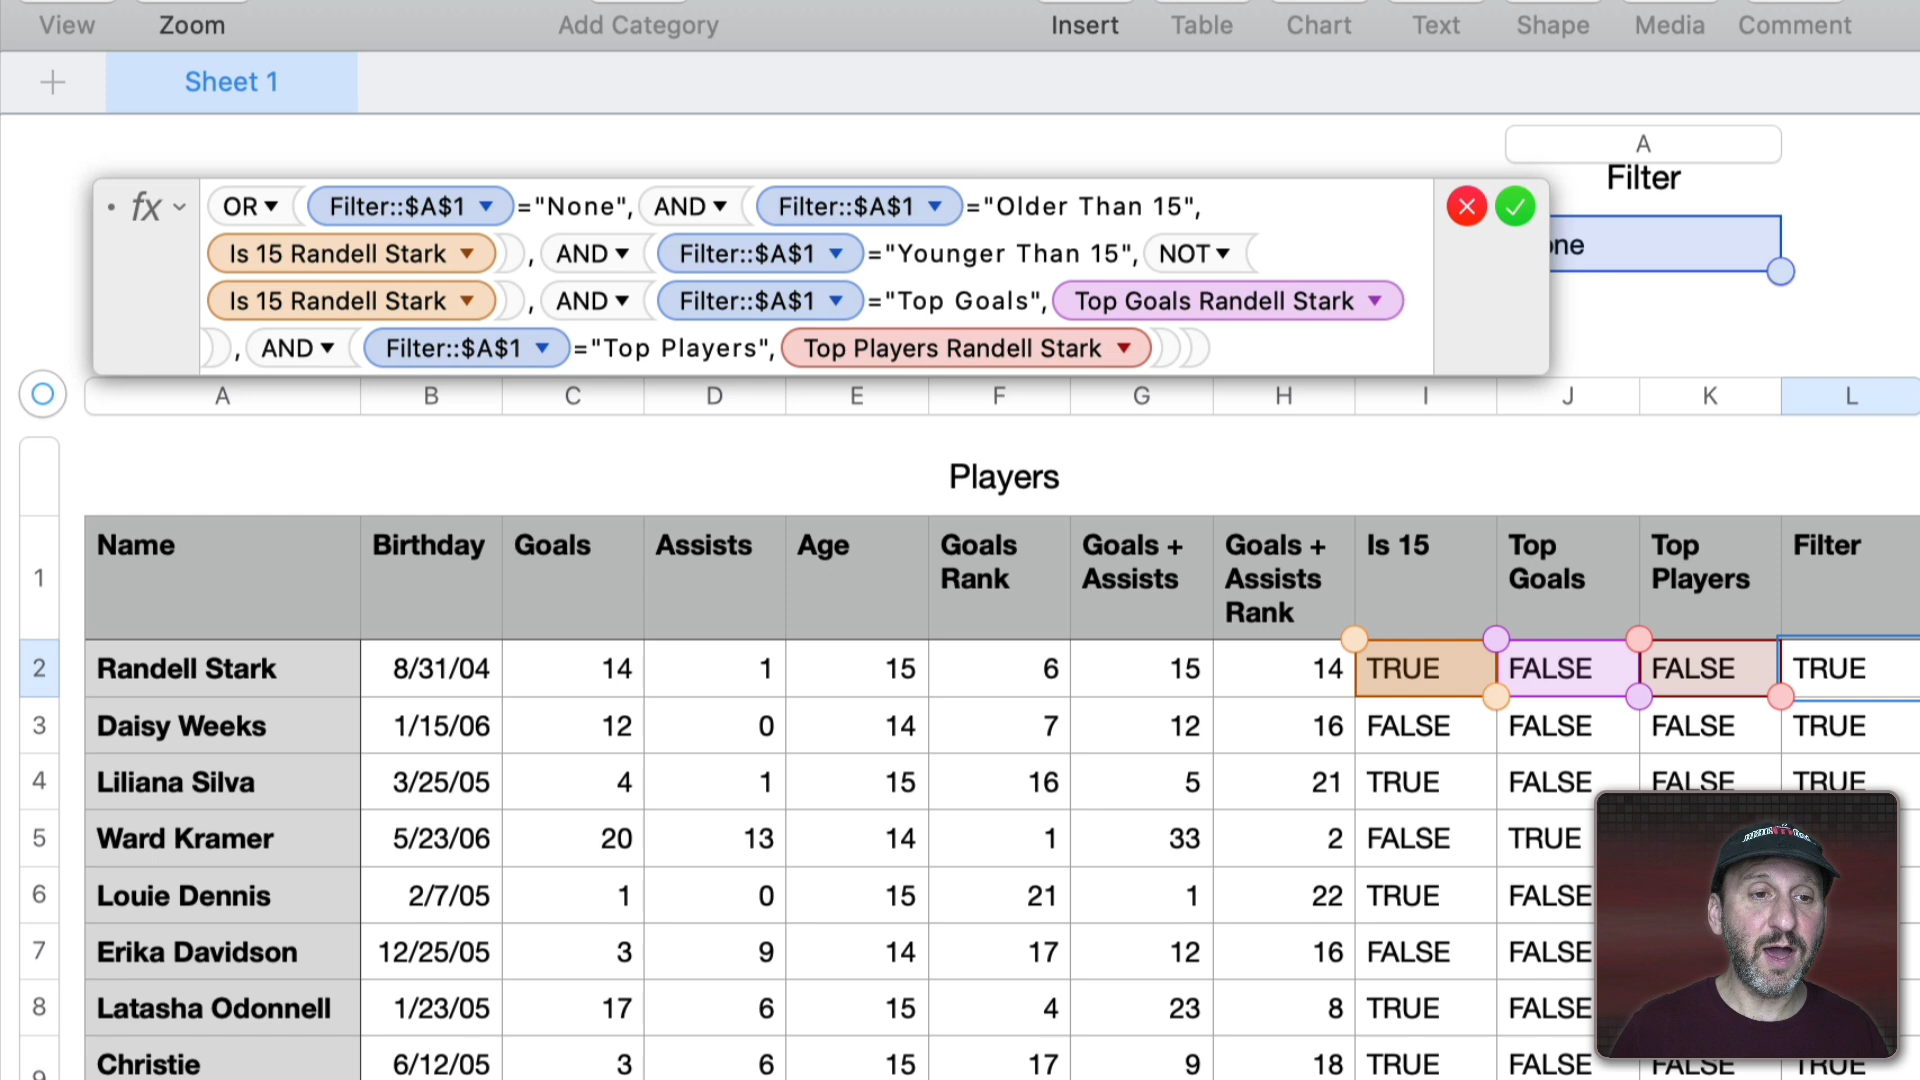 View Zoom Add Category Insert Table Chart Text Shape Media Comment
Sheet 1
A
Filter
one
fx OR Filter::$A$1 ="None", AND Filter::$A$1 ="Older Than 15",
Is 15 Randell Stark , AND Filter::$A$1 ="Younger Than 15", NOT
Is 15 Randell Stark , AND Filter::$A$1 ="Top Goals", Top Goals Randell Stark
, AND Filter::$A$1 ="Top Players", Top Players Randell Stark
A B C D E F G H I J K L
Players
1 Name Birthday Goals Assists Age Goals Rank Goals + Assists Goals + Assists Rank Is 15 Top Goals Top Players Filter
2 Randell Stark 8/31/04 14 1 15 6 15 14 TRUE FALSE FALSE TRUE
3 Daisy Weeks 1/15/06 12 0 14 7 12 16 FALSE FALSE FALSE TRUE
4 Liliana Silva 3/25/05 4 1 15 16 5 21 TRUE FALSE FALSE TRUE
5 Ward Kramer 5/23/06 20 13 14 1 33 2 FALSE TRUE
6 Louie Dennis 2/7/05 1 0 15 21 1 22 TRUE FALSE
7 Erika Davidson 12/25/05 3 9 14 17 12 16 FALSE FALSE
8 Latasha Odonnell 1/23/05 17 6 15 4 23 8 TRUE FALSE
9 Christie 6/12/05 3 6 15 17 9 18 TRUE FALSE FALSE TRUE